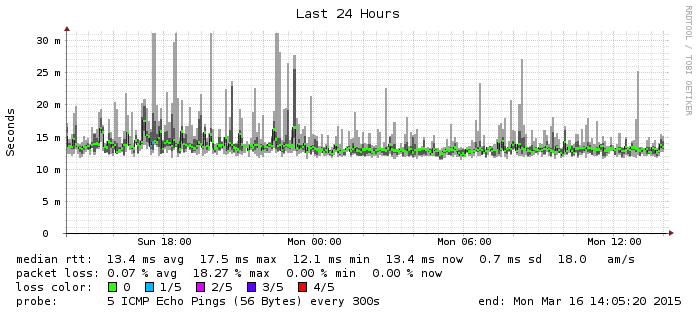 Last 24 Hours
RRDTOOL / TOBI OETIKER
Seconds
30 m
25 m
20 m
15 m
10 m
5 m
0
Sun 18:00 Mon 00:00 Mon 06:00 Mon 12:00
median rtt: 13.4 ms avg 17.5 ms max 12.1 ms min 13.4 ms now 0.7 ms sd 18.0 am/s
packet loss: 0.07 % avg 18.27 % max 0.00 % min 0.00 % now
loss color: 0 1/5 2/5 3/5 4/5
probe: 5 ICMP Echo Pings (56 Bytes) every 300s end: Mon Mar 16 14:05:20 2015